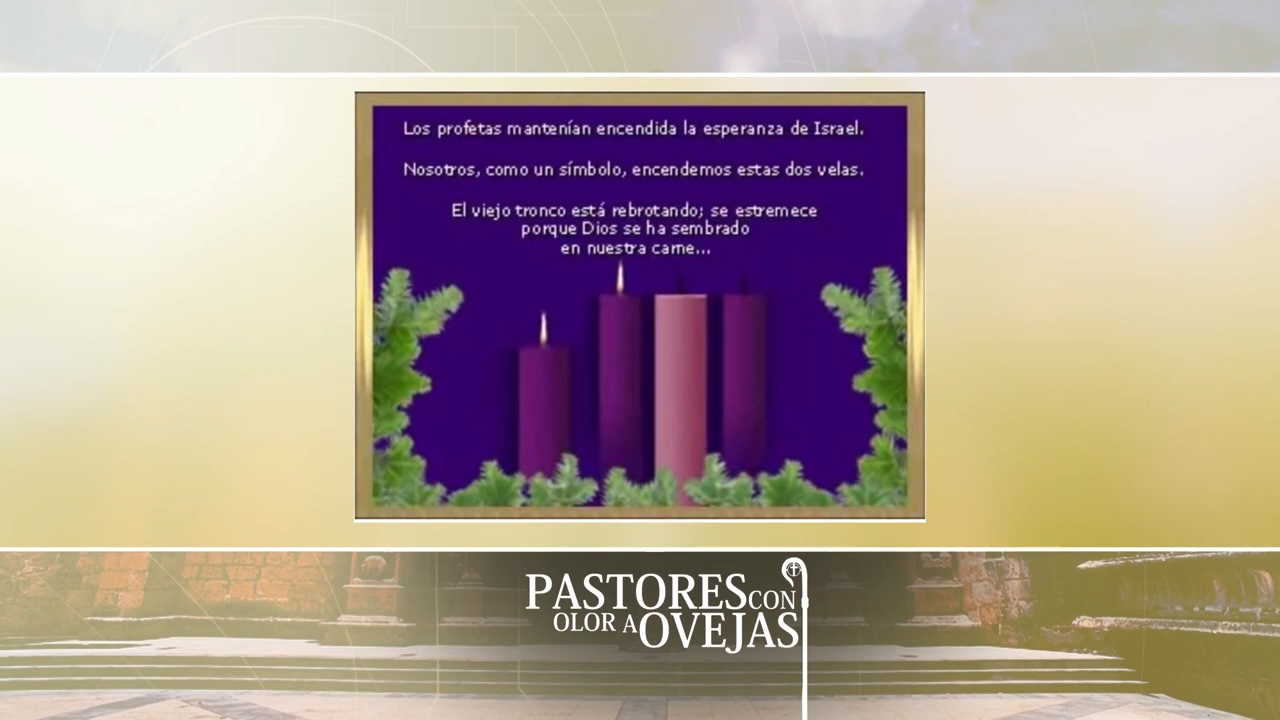 Los profetas mantenían encendida la esperanza de Israel.
Nosotros, como un símbolo, encendemos estas dos velas.
El viejo tronco está rebrotando; se estremece
porque Dios se ha sembrado
en nuestra carne...
PASTORES CON
OLOR A OVEJAS